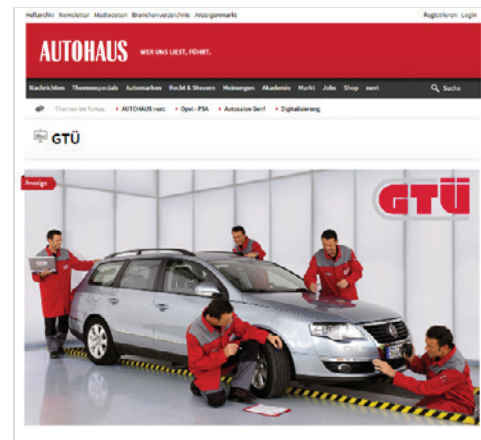 Heftarchiv Newsletter Mediadaten Branchenverzeichnis Anzeigenmarkt Registrieren Login
AUTOHAUS WER UNS LIEST, FÜHRT.
Nachrichten Themenspecials Automarken Recht & Steuern Meinungen Akademie Markt Jobs Shop next Suche
Themen im Fokus: AUTOHAUS next Opel - PSA Autosalon Genf Digitalisierung
GTÜ
Anzeige
GTÜ